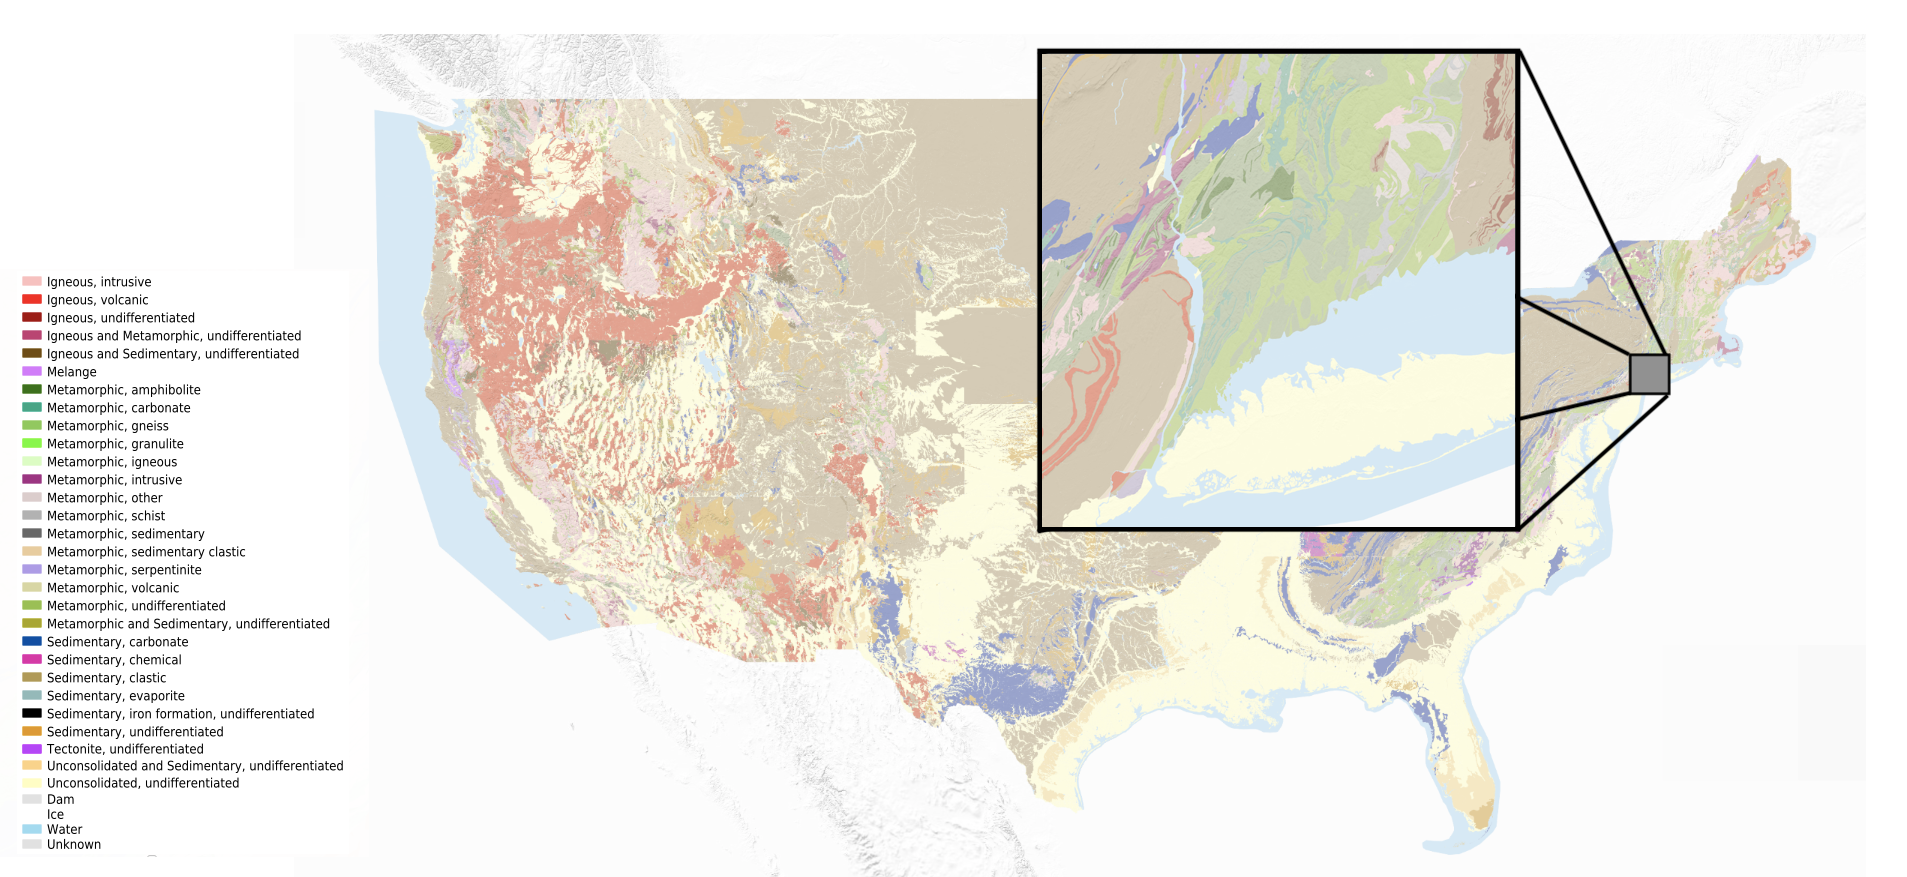 Igneous, intrusive
Igneous, volcanic
Igneous, undifferentiated
Igneous and Metamorphic, undifferentiated
Igneous and Sedimentary, undifferentiated
Melange
Metamorphic, amphibolite
Metamorphic, carbonate
Metamorphic, gneiss
Metamorphic, granulite
Metamorphic, igneous
Metamorphic, intrusive
Metamorphic, other
Metamorphic, schist
Metamorphic, sedimentary
Metamorphic, sedimentary clastic
Metamorphic, serpentinite
Metamorphic, volcanic
Metamorphic, undifferentiated
Metamorphic and Sedimentary, undifferentiated
Sedimentary, carbonate
Sedimentary, chemical
Sedimentary, clastic
Sedimentary, evaporite
Sedimentary, iron formation, undifferentiated
Sedimentary, undifferentiated
Tectonite, undifferentiated
Unconsolidated and Sedimentary, undifferentiated
Unconsolidated, undifferentiated
Dam
Ice
Water
Unknown